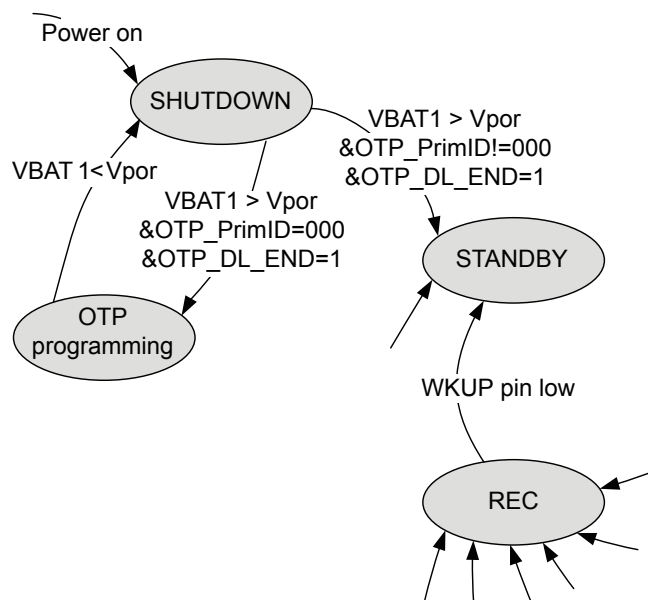 Power on
SHUTDOWN
VBAT1 > Vpor
&OTP_PrimID!=000
&OTP_DL_END=1
VBAT 1< Vpor
VBAT1 > Vpor
&OTP_PrimID=000
&OTP_DL_END=1
STANDBY
OTP
programming
WKUP pin low
REC